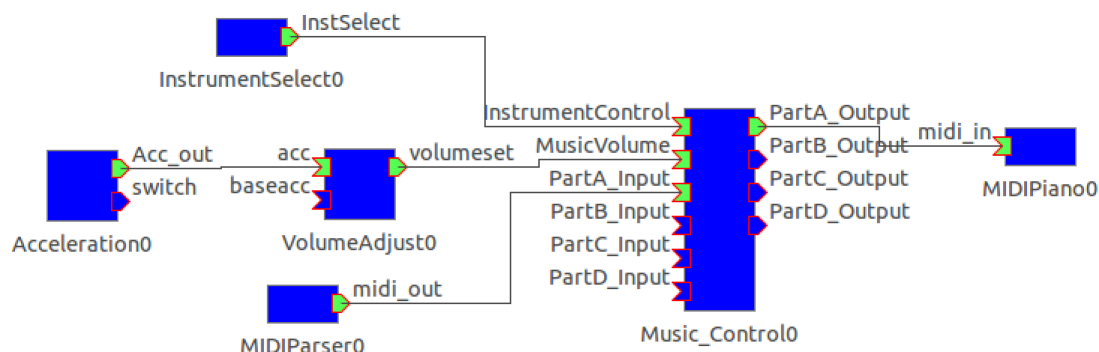 InstSelect
InstrumentSelect0
InstrumentControl
PartA_Output
MusicVolume
midi_in
PartB_Output
Acc_out
acc
volumeset
PartA_Input
PartC_Output
switch
baseacc
MIDIPiano0
PartB_Input
PartD_Output
Acceleration0
VolumeAdjust0
PartC_Input
PartD_Input
midi_out
Music_Control0
MIDIParser0